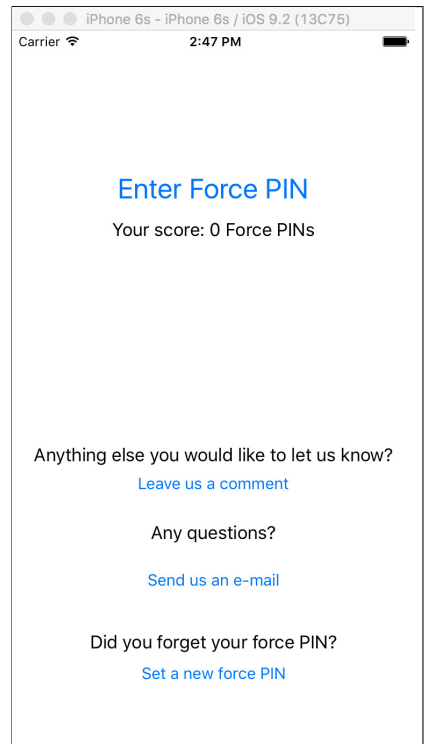 iPhone 6s - iPhone 6s / iOS 9.2 (13C75)
Carrier 2:47 PM
Enter Force PIN
Your score: 0 Force PINs
Anything else you would like to let us know?
Leave us a comment
Any questions?
Send us an e-mail
Did you forget your force PIN?
Set a new force PIN